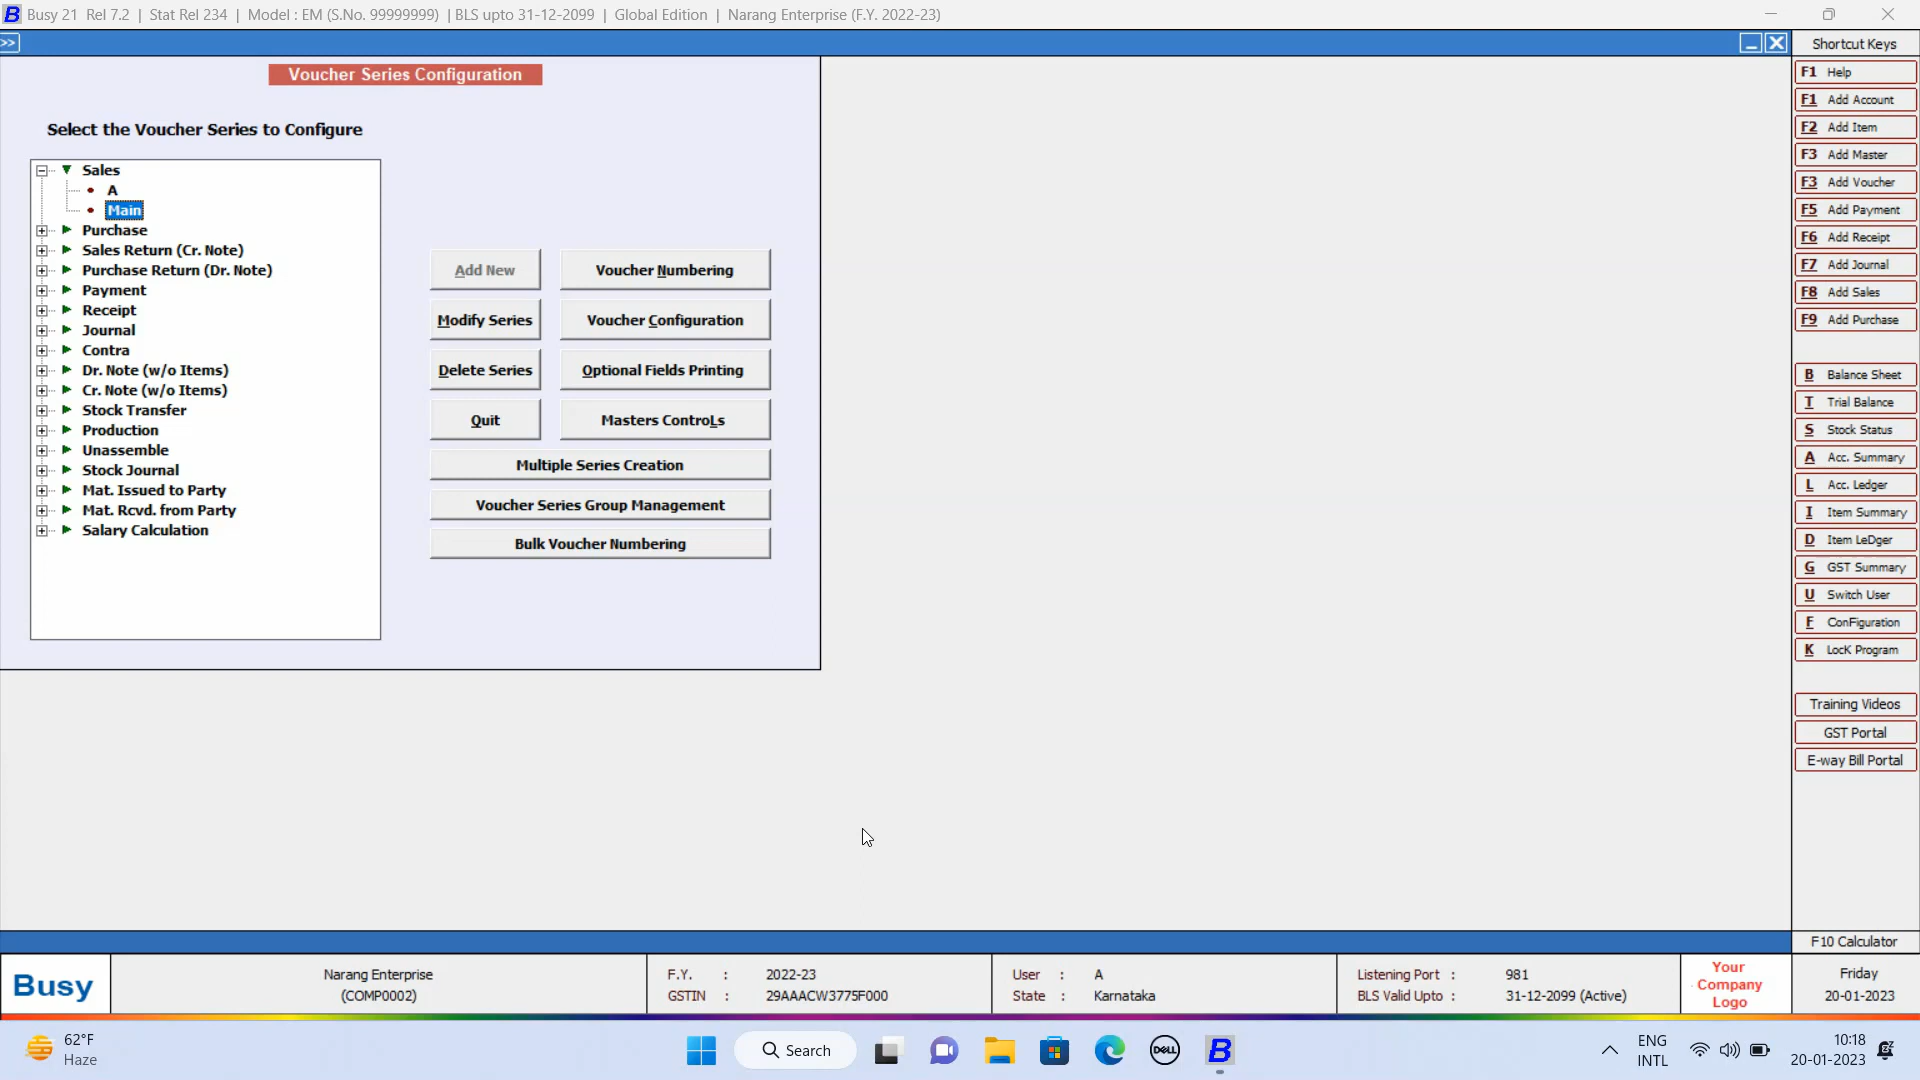 B Busy 21 Rel 7.2 | Stat Rel 234 | Model : EM (S.No. 99999999) | BLS upto 31-12-2099 | Global Edition | Narang Enterprise (F.Y. 2022-23)
>>
Shortcut Keys
Voucher Series Configuration
Select the Voucher Series to Configure
Sales
A
Main
Purchase
Sales Return (Cr. Note)
Purchase Return (Dr. Note)
Payment
Receipt
Journal
Contra
Dr. Note (w/o Items)
Cr. Note (w/o Items)
Stock Transfer
Production
Unassemble
Stock Journal
Mat. Issued to Party
Mat. Rcvd. from Party
Salary Calculation
Add New
Voucher Numbering
Modify Series
Voucher Configuration
Delete Series
Optional Fields Printing
Quit
Masters ControLs
Multiple Series Creation
Voucher Series Group Management
Bulk Voucher Numbering
F1 Help
F1 Add Account
F2 Add Item
F3 Add Master
F3 Add Voucher
F5 Add Payment
F6 Add Receipt
F7 Add Journal
F8 Add Sales
F9 Add Purchase
B Balance Sheet
T Trial Balance
S Stock Status
A Acc. Summary
L Acc. Ledger
I Item Summary
D Item LeDger
G GST Summary
U Switch User
F ConFiguration
K LocK Program
Training Videos
GST Portal
E-way Bill Portal
F10 Calculator
Busy
Narang Enterprise
(COMP0002)
F.Y. : 2022-23
GSTIN : 29AAACW3775F000
User : A
State : Karnataka
Listening Port : 981
BLS Valid Upto : 31-12-2099 (Active)
Your
Company
Logo
Friday
20-01-2023
62°F
Haze
Search
DELL
B
ENG
INTL
10:18
20-01-2023